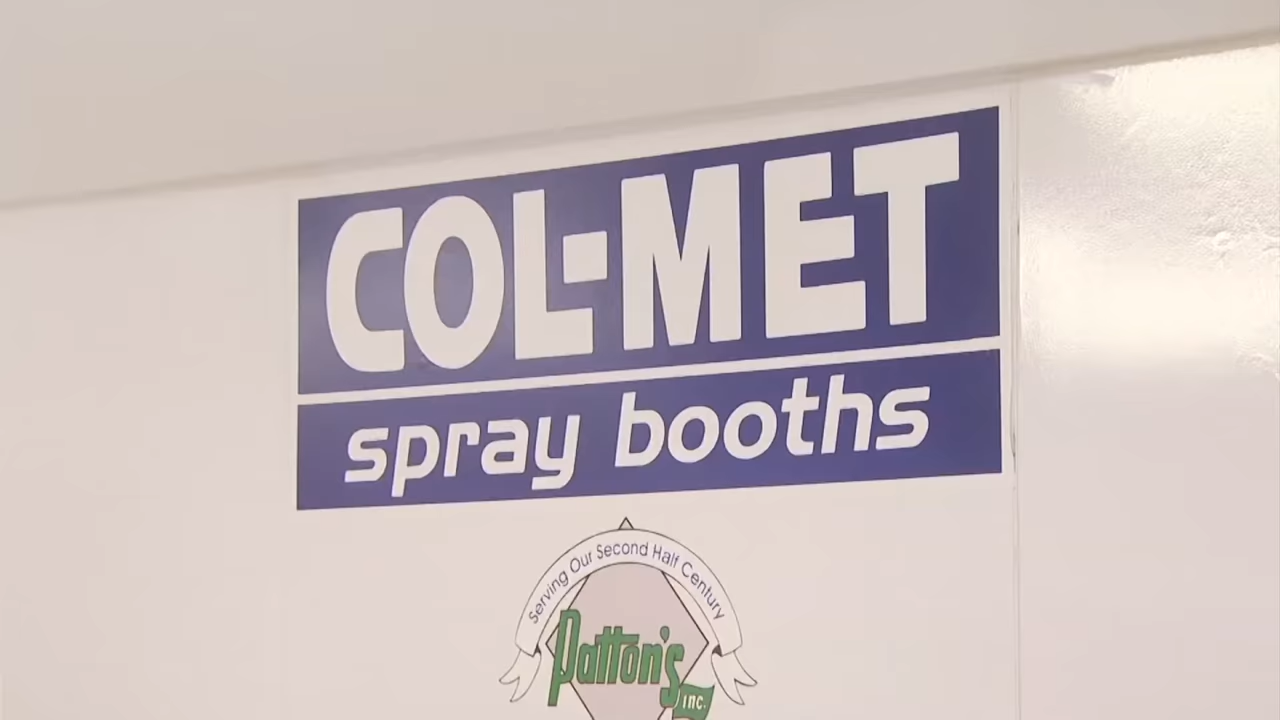 COL-MET
spray booths
Serving Our Second Half Century
Patton's
INC.